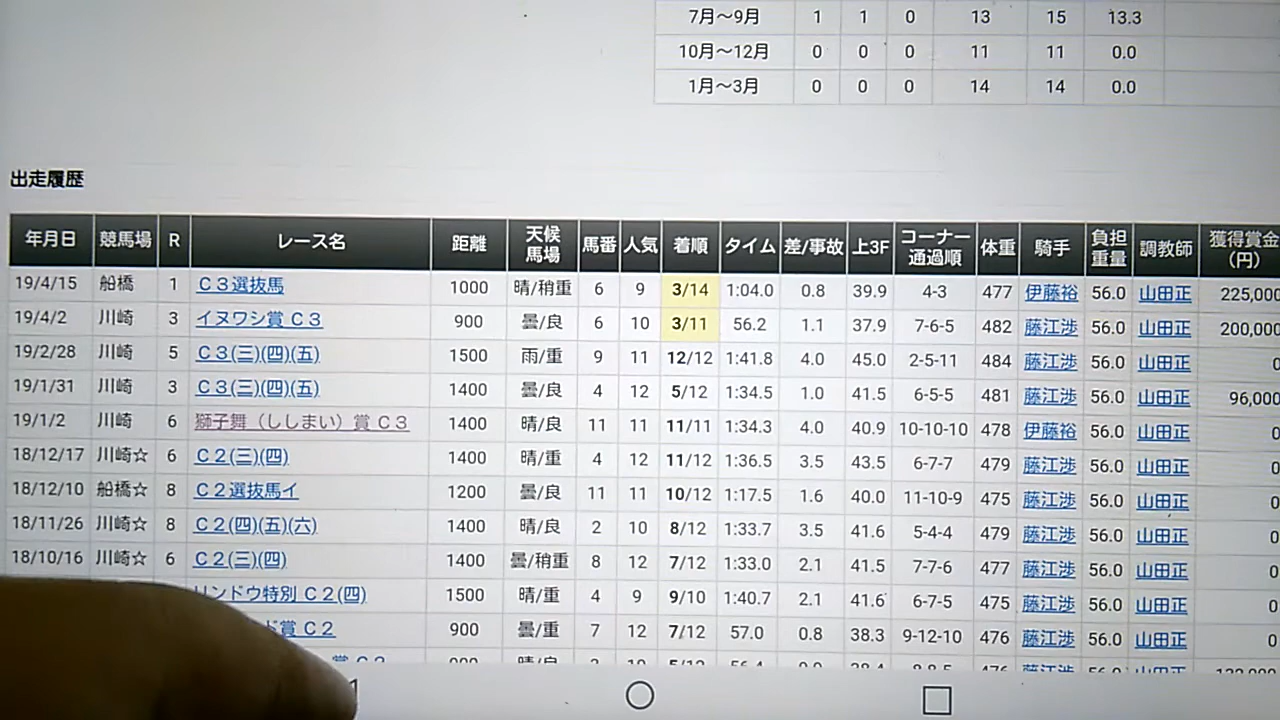 7月～9月 1 1 0 13 15 13.3
10月～12月 0 0 0 11 11 0.0
1月～3月 0 0 0 14 14 0.0
出走履歴
年月日 競馬場 R レース名 距離 天候馬場 馬番 人気 着順 タイム 差/事故 上3F コーナー通過順 体重 騎手 負担重量 調教師 獲得賞金(円)
19/4/15 船橋 1 C3選抜馬 1000 晴/稍重 6 9 3/14 1:04.0 0.8 39.9 4-3 477 伊藤裕 56.0 山田正 225,000
19/4/2 川崎 3 イヌワシ賞 C3 900 曇/良 6 10 3/11 56.2 1.1 37.9 7-6-5 482 藤江渉 56.0 山田正 200,000
19/2/28 川崎 5 C3(三)(四)(五) 1500 雨/重 9 11 12/12 1:41.8 4.0 45.0 2-5-11 484 藤江渉 56.0 山田正 0
19/1/31 川崎 3 C3(三)(四)(五) 1400 曇/良 4 12 5/12 1:34.5 1.0 41.5 6-5-5 481 藤江渉 56.0 山田正 96,000
19/1/2 川崎 6 獅子舞（ししまい）賞 C3 1400 晴/良 11 11 11/11 1:34.3 4.0 40.9 10-10-10 478 伊藤裕 56.0 山田正 0
18/12/17 川崎☆ 6 C2(三)(四) 1400 晴/重 4 12 11/12 1:36.5 3.5 43.5 6-7-7 479 藤江渉 56.0 山田正 0
18/12/10 船橋☆ 8 C2選抜馬イ 1200 曇/良 11 11 10/12 1:17.5 1.6 40.0 11-10-9 475 藤江渉 56.0 山田正 0
18/11/26 川崎☆ 8 C2(四)(五)(六) 1400 晴/良 2 10 8/12 1:33.7 3.5 41.6 5-4-4 479 藤江渉 56.0 山田正 0
18/10/16 川崎☆ 6 C2(三)(四) 1400 曇/稍重 8 12 7/12 1:33.0 2.1 41.5 7-7-6 477 藤江渉 56.0 山田正 0
リンドウ特別 C2(四) 1500 晴/重 4 9 9/10 1:40.7 2.1 41.6 6-7-5 475 藤江渉 56.0 山田正 0
ド賞 C2 900 曇/重 7 12 7/12 57.0 0.8 38.3 9-12-10 476 藤江渉 56.0 山田正 0